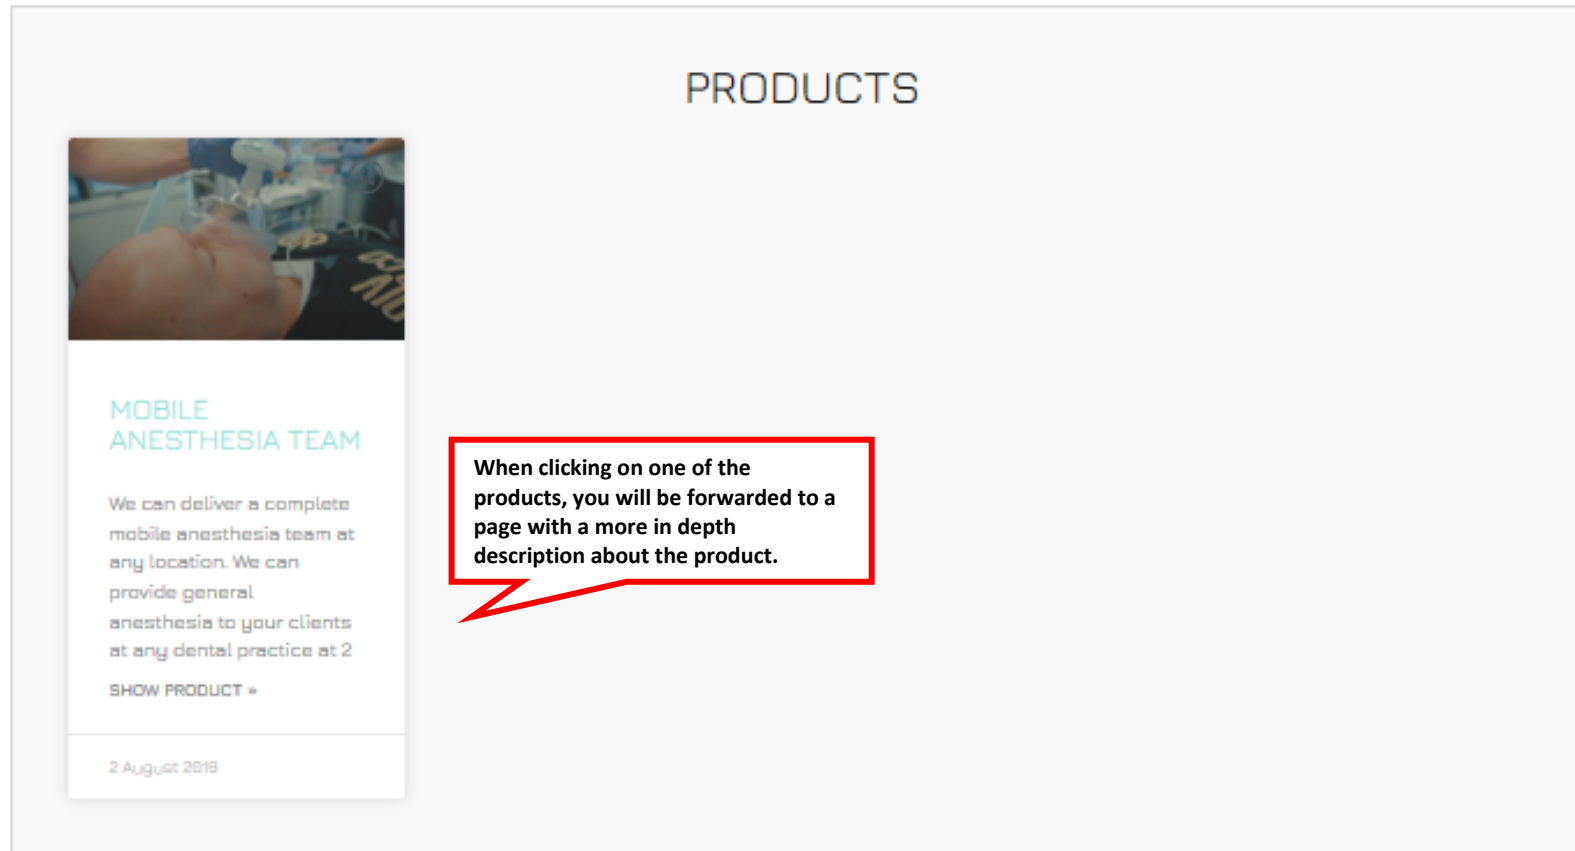 PRODUCTS
MOBILE
ANESTHESIA TEAM
We can deliver a complete
mobile anesthesia team at
any location. We can
provide general
anesthesia to your clients
at any dental practice at 2
SHOW PRODUCT »
2 August 2019
When clicking on one of the
products, you will be forwarded to a
page with a more in depth
description about the product.